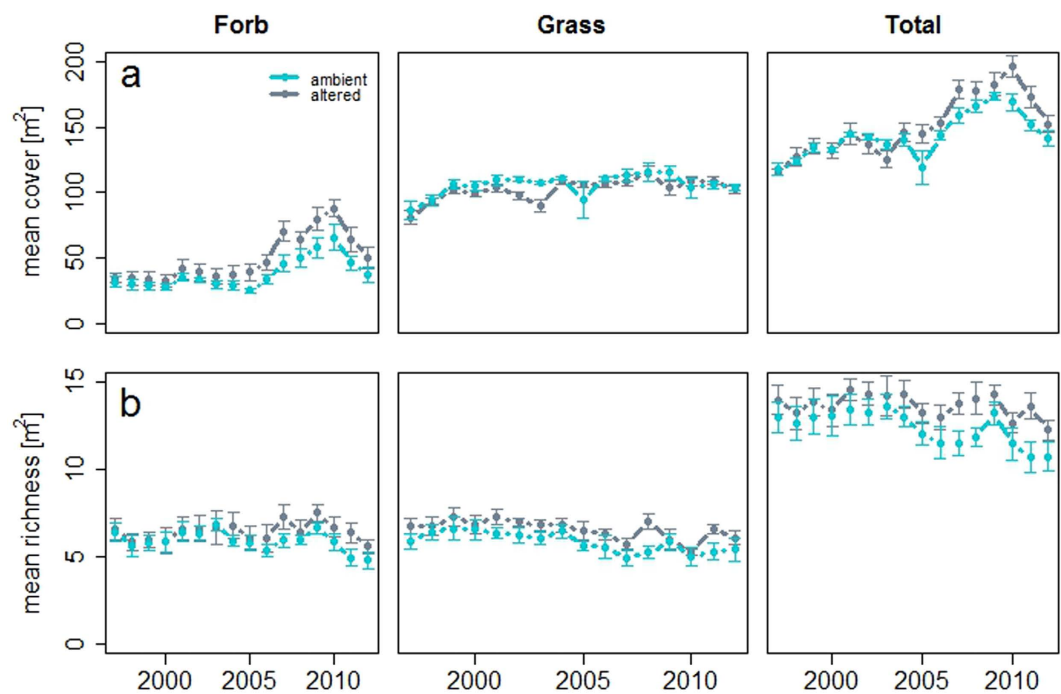 Forb Grass Total
a
ambient
altered
mean cover [m²]
200
150
100
50
0
b
mean richness [m²]
15
10
5
0
2000 2005 2010 2000 2005 2010 2000 2005 2010